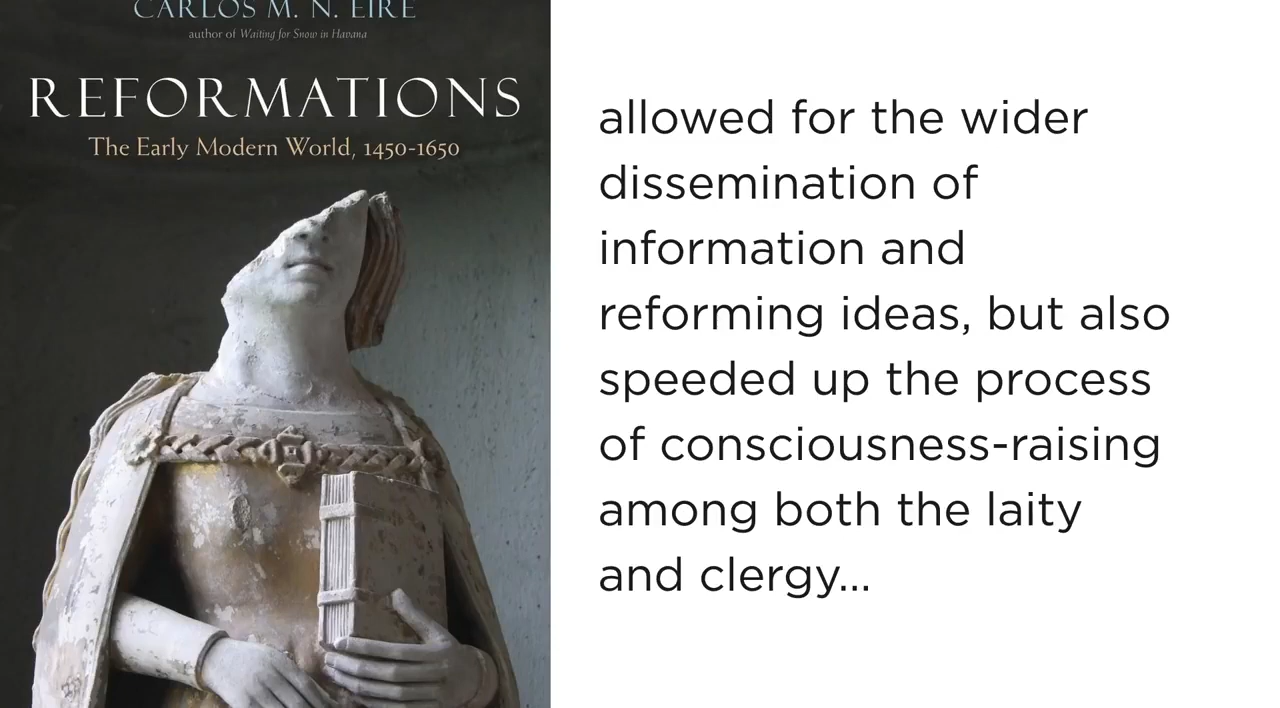 CARLOS M. N. EIRE
author of Waiting for Snow in Havana
REFORMATIONS
The Early Modern World, 1450-1650
allowed for the wider
dissemination of
information and
reforming ideas, but also
speeded up the process
of consciousness-raising
among both the laity
and clergy...